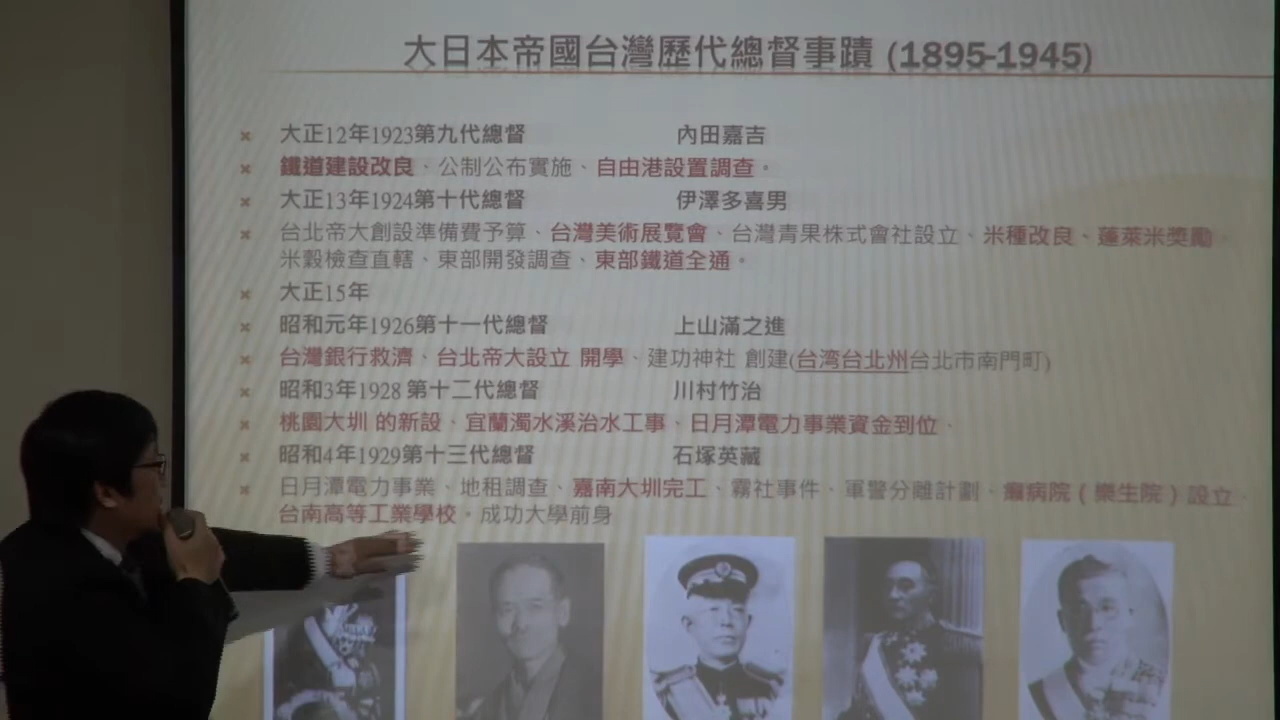 大日本帝國台灣歷代總督事蹟 (1895-1945)
大正12年1923第九代總督 內田嘉吉
鐵道建設改良、公制公布實施、自由港設置調查。
大正13年1924第十代總督 伊澤多喜男
台北帝大創設準備費予算、台灣美術展覽會、台灣青果株式會社設立、米種改良、蓬萊米獎勵、
米穀檢查直轄、東部開發調查、東部鐵道全通。
大正15年
昭和元年1926第十一代總督 上山滿之進
台灣銀行救濟、台北帝大設立 開學、建功神社 創建(台湾台北州台北市南門町)
昭和3年1928 第十二代總督 川村竹治
桃園大圳 的新設、宜蘭濁水溪治水工事、日月潭電力事業資金到位、
昭和4年1929第十三代總督 石塚英藏
日月潭電力事業、地租調查、嘉南大圳完工、霧社事件、軍警分離計劃、癩病院（樂生院）設立、
台南高等工業學校。成功大學前身